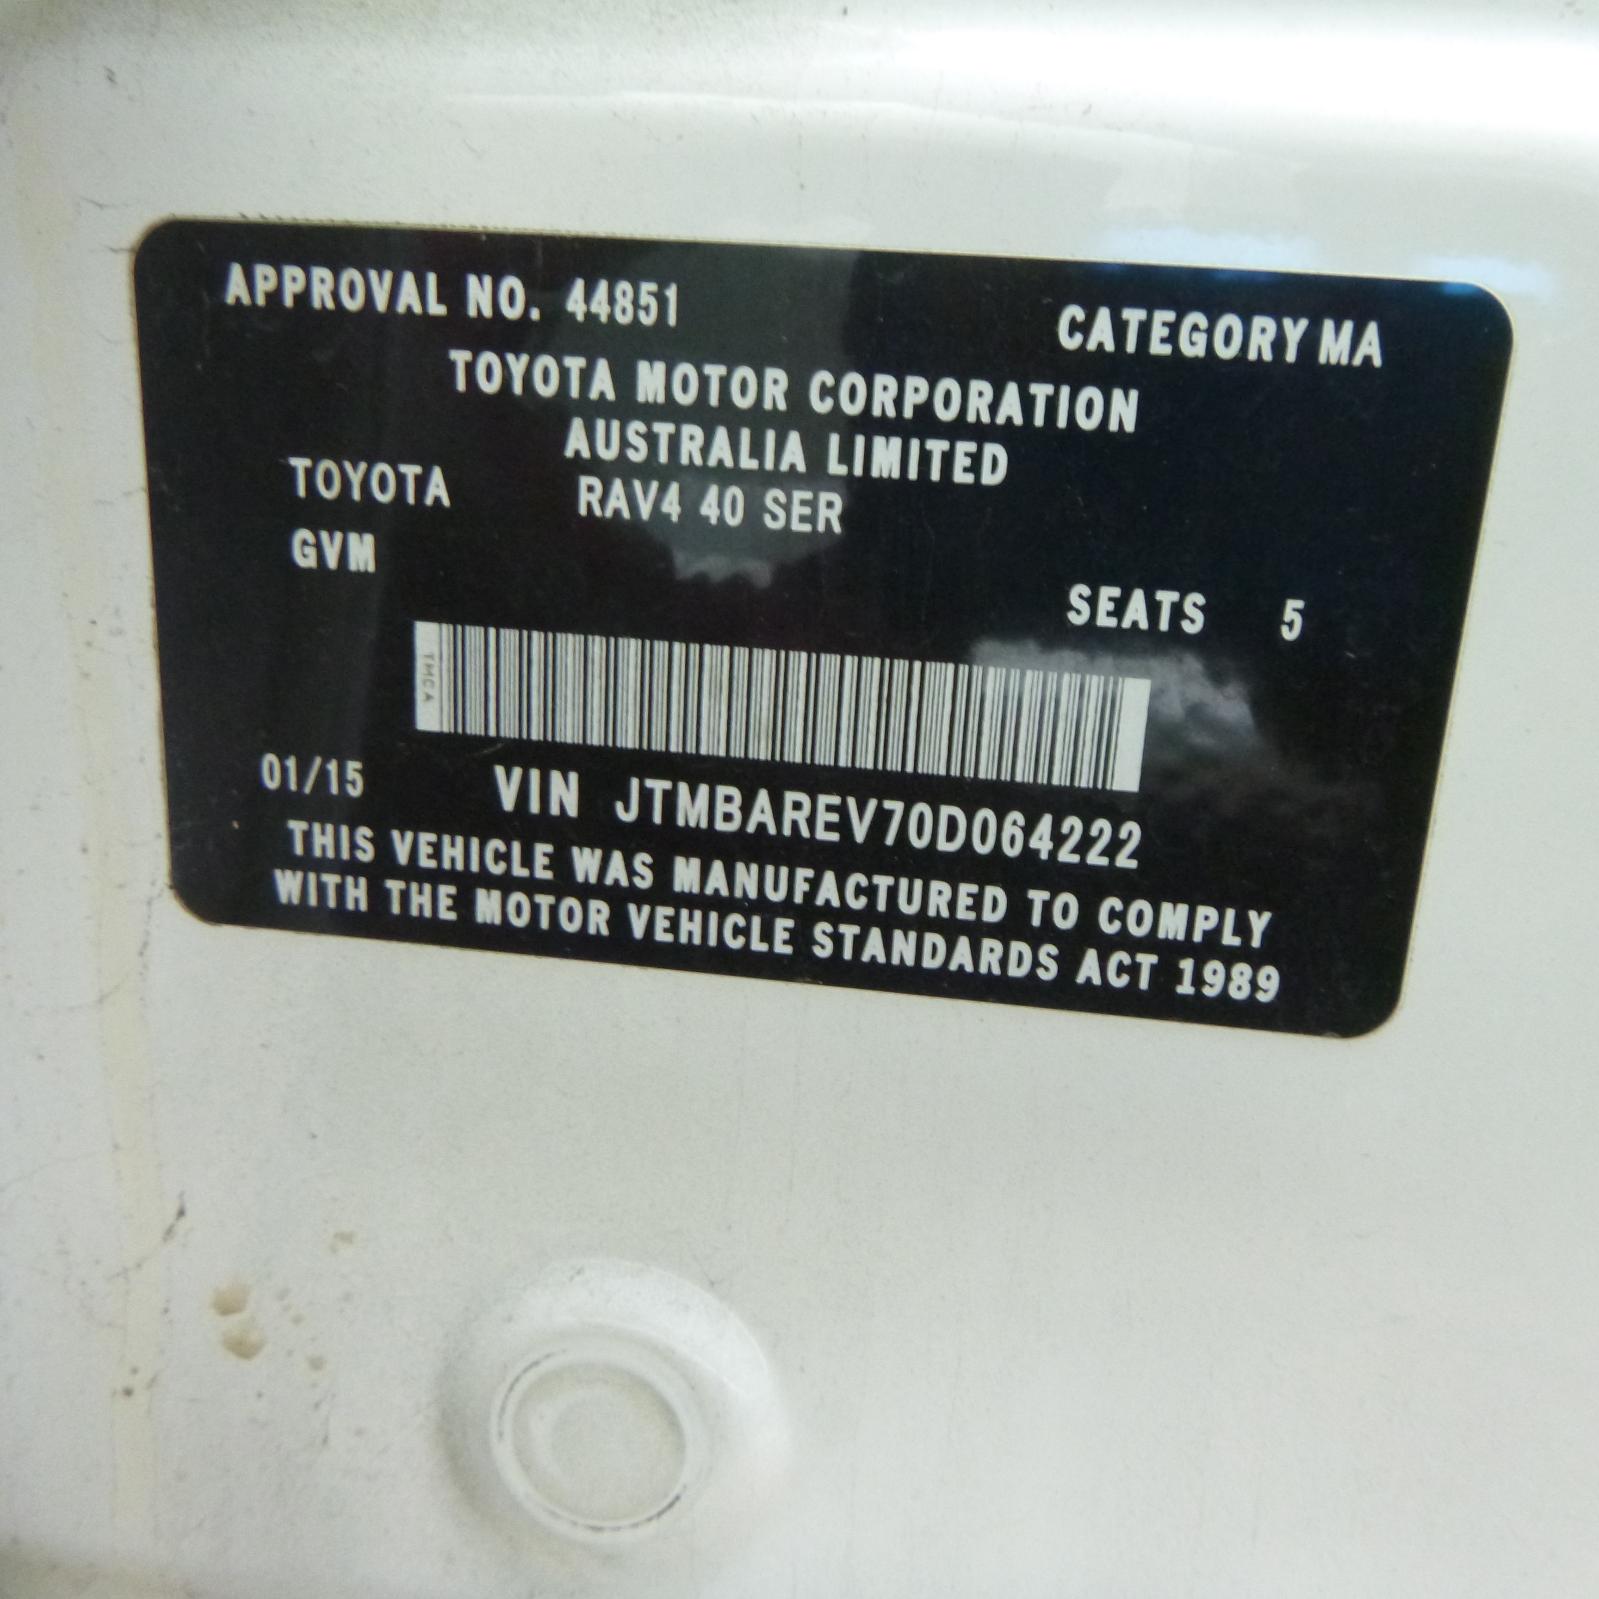 APPROVAL NO. 44851 CATEGORY MA
TOYOTA MOTOR CORPORATION
AUSTRALIA LIMITED
TOYOTA RAV4 40 SER
GVM
SEATS 5
TMCA
01/15 VIN JTMBAREV70D064222
THIS VEHICLE WAS MANUFACTURED TO COMPLY
WITH THE MOTOR VEHICLE STANDARDS ACT 1989